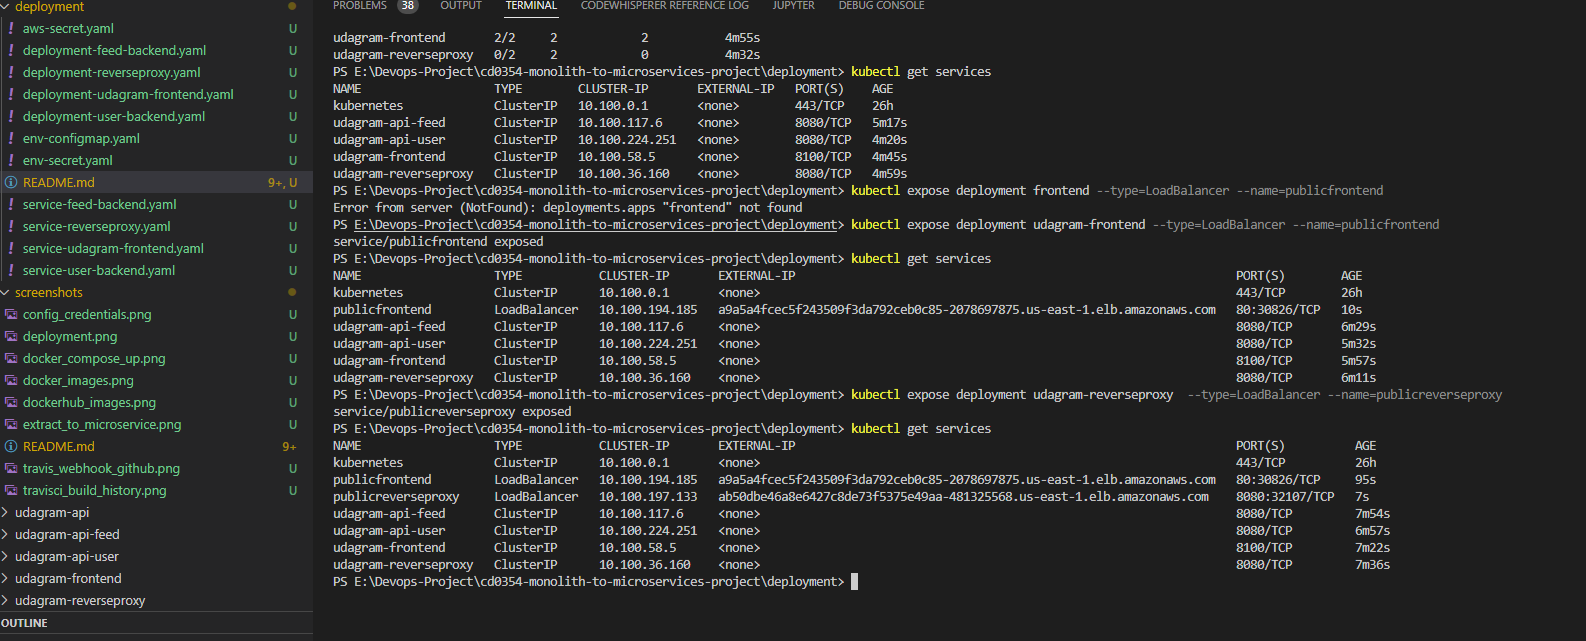 deployment
aws-secret.yaml U
deployment-feed-backend.yaml U
deployment-reverseproxy.yaml U
deployment-udagram-frontend.yaml U
deployment-user-backend.yaml U
env-configmap.yaml U
env-secret.yaml U
README.md 9+, U
service-feed-backend.yaml U
service-reverseproxy.yaml U
service-udagram-frontend.yaml U
service-user-backend.yaml U
screenshots
config_credentials.png U
deployment.png U
docker_compose_up.png U
docker_images.png U
dockerhub_images.png U
extract_to_microservice.png U
README.md 9+
travis_webhook_github.png U
travisci_build_history.png U
udagram-api
udagram-api-feed
udagram-api-user
udagram-frontend
udagram-reverseproxy
OUTLINE
PROBLEMS 38 OUTPUT TERMINAL CODEWHISPERER REFERENCE LOG JUPYTER DEBUG CONSOLE
udagram-frontend 2/2 2 2 4m55s
udagram-reverseproxy 0/2 2 0 4m32s
PS E:\Devops-Project\cd0354-monolith-to-microservices-project\deployment> kubectl get services
NAME TYPE CLUSTER-IP EXTERNAL-IP PORT(S) AGE
kubernetes ClusterIP 10.100.0.1 <none> 443/TCP 26h
udagram-api-feed ClusterIP 10.100.117.6 <none> 8080/TCP 5m17s
udagram-api-user ClusterIP 10.100.224.251 <none> 8080/TCP 4m20s
udagram-frontend ClusterIP 10.100.58.5 <none> 8100/TCP 4m45s
udagram-reverseproxy ClusterIP 10.100.36.160 <none> 8080/TCP 4m59s
PS E:\Devops-Project\cd0354-monolith-to-microservices-project\deployment> kubectl expose deployment frontend --type=LoadBalancer --name=publicfrontend
Error from server (NotFound): deployments.apps "frontend" not found
PS E:\Devops-Project\cd0354-monolith-to-microservices-project\deployment> kubectl expose deployment udagram-frontend --type=LoadBalancer --name=publicfrontend
service/publicfrontend exposed
PS E:\Devops-Project\cd0354-monolith-to-microservices-project\deployment> kubectl get services
NAME TYPE CLUSTER-IP EXTERNAL-IP PORT(S) AGE
kubernetes ClusterIP 10.100.0.1 <none> 443/TCP 26h
publicfrontend LoadBalancer 10.100.194.185 a9a5a4fcec5f243509f3da792ceb0c85-2078697875.us-east-1.elb.amazonaws.com 80:30826/TCP 10s
udagram-api-feed ClusterIP 10.100.117.6 <none> 8080/TCP 6m29s
udagram-api-user ClusterIP 10.100.224.251 <none> 8080/TCP 5m32s
udagram-frontend ClusterIP 10.100.58.5 <none> 8100/TCP 5m57s
udagram-reverseproxy ClusterIP 10.100.36.160 <none> 8080/TCP 6m11s
PS E:\Devops-Project\cd0354-monolith-to-microservices-project\deployment> kubectl expose deployment udagram-reverseproxy --type=LoadBalancer --name=publicreverseproxy
service/publicreverseproxy exposed
PS E:\Devops-Project\cd0354-monolith-to-microservices-project\deployment> kubectl get services
NAME TYPE CLUSTER-IP EXTERNAL-IP PORT(S) AGE
kubernetes ClusterIP 10.100.0.1 <none> 443/TCP 26h
publicfrontend LoadBalancer 10.100.194.185 a9a5a4fcec5f243509f3da792ceb0c85-2078697875.us-east-1.elb.amazonaws.com 80:30826/TCP 95s
publicreverseproxy LoadBalancer 10.100.197.133 ab50dbe46a8e6427c8de73f5375e49aa-481325568.us-east-1.elb.amazonaws.com 8080:32107/TCP 7s
udagram-api-feed ClusterIP 10.100.117.6 <none> 8080/TCP 7m54s
udagram-api-user ClusterIP 10.100.224.251 <none> 8080/TCP 6m57s
udagram-frontend ClusterIP 10.100.58.5 <none> 8100/TCP 7m22s
udagram-reverseproxy ClusterIP 10.100.36.160 <none> 8080/TCP 7m36s
PS E:\Devops-Project\cd0354-monolith-to-microservices-project\deployment>